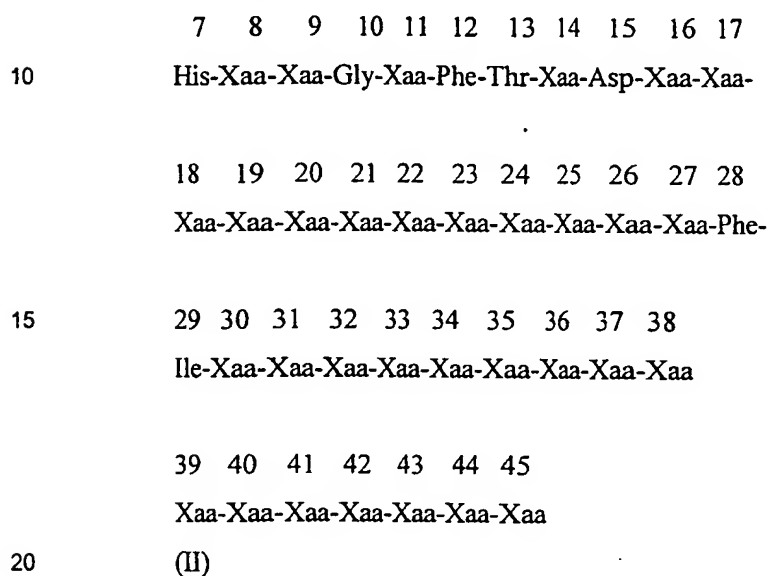 7 8 9 10 11 12 13 14 15 16 17
10 His-Xaa-Xaa-Gly-Xaa-Phe-Thr-Xaa-Asp-Xaa-Xaa-
18 19 20 21 22 23 24 25 26 27 28
Xaa-Xaa-Xaa-Xaa-Xaa-Xaa-Xaa-Xaa-Xaa-Xaa-Phe-
15 29 30 31 32 33 34 35 36 37 38
Ile-Xaa-Xaa-Xaa-Xaa-Xaa-Xaa-Xaa-Xaa-Xaa
39 40 41 42 43 44 45
Xaa-Xaa-Xaa-Xaa-Xaa-Xaa-Xaa
20 (II)